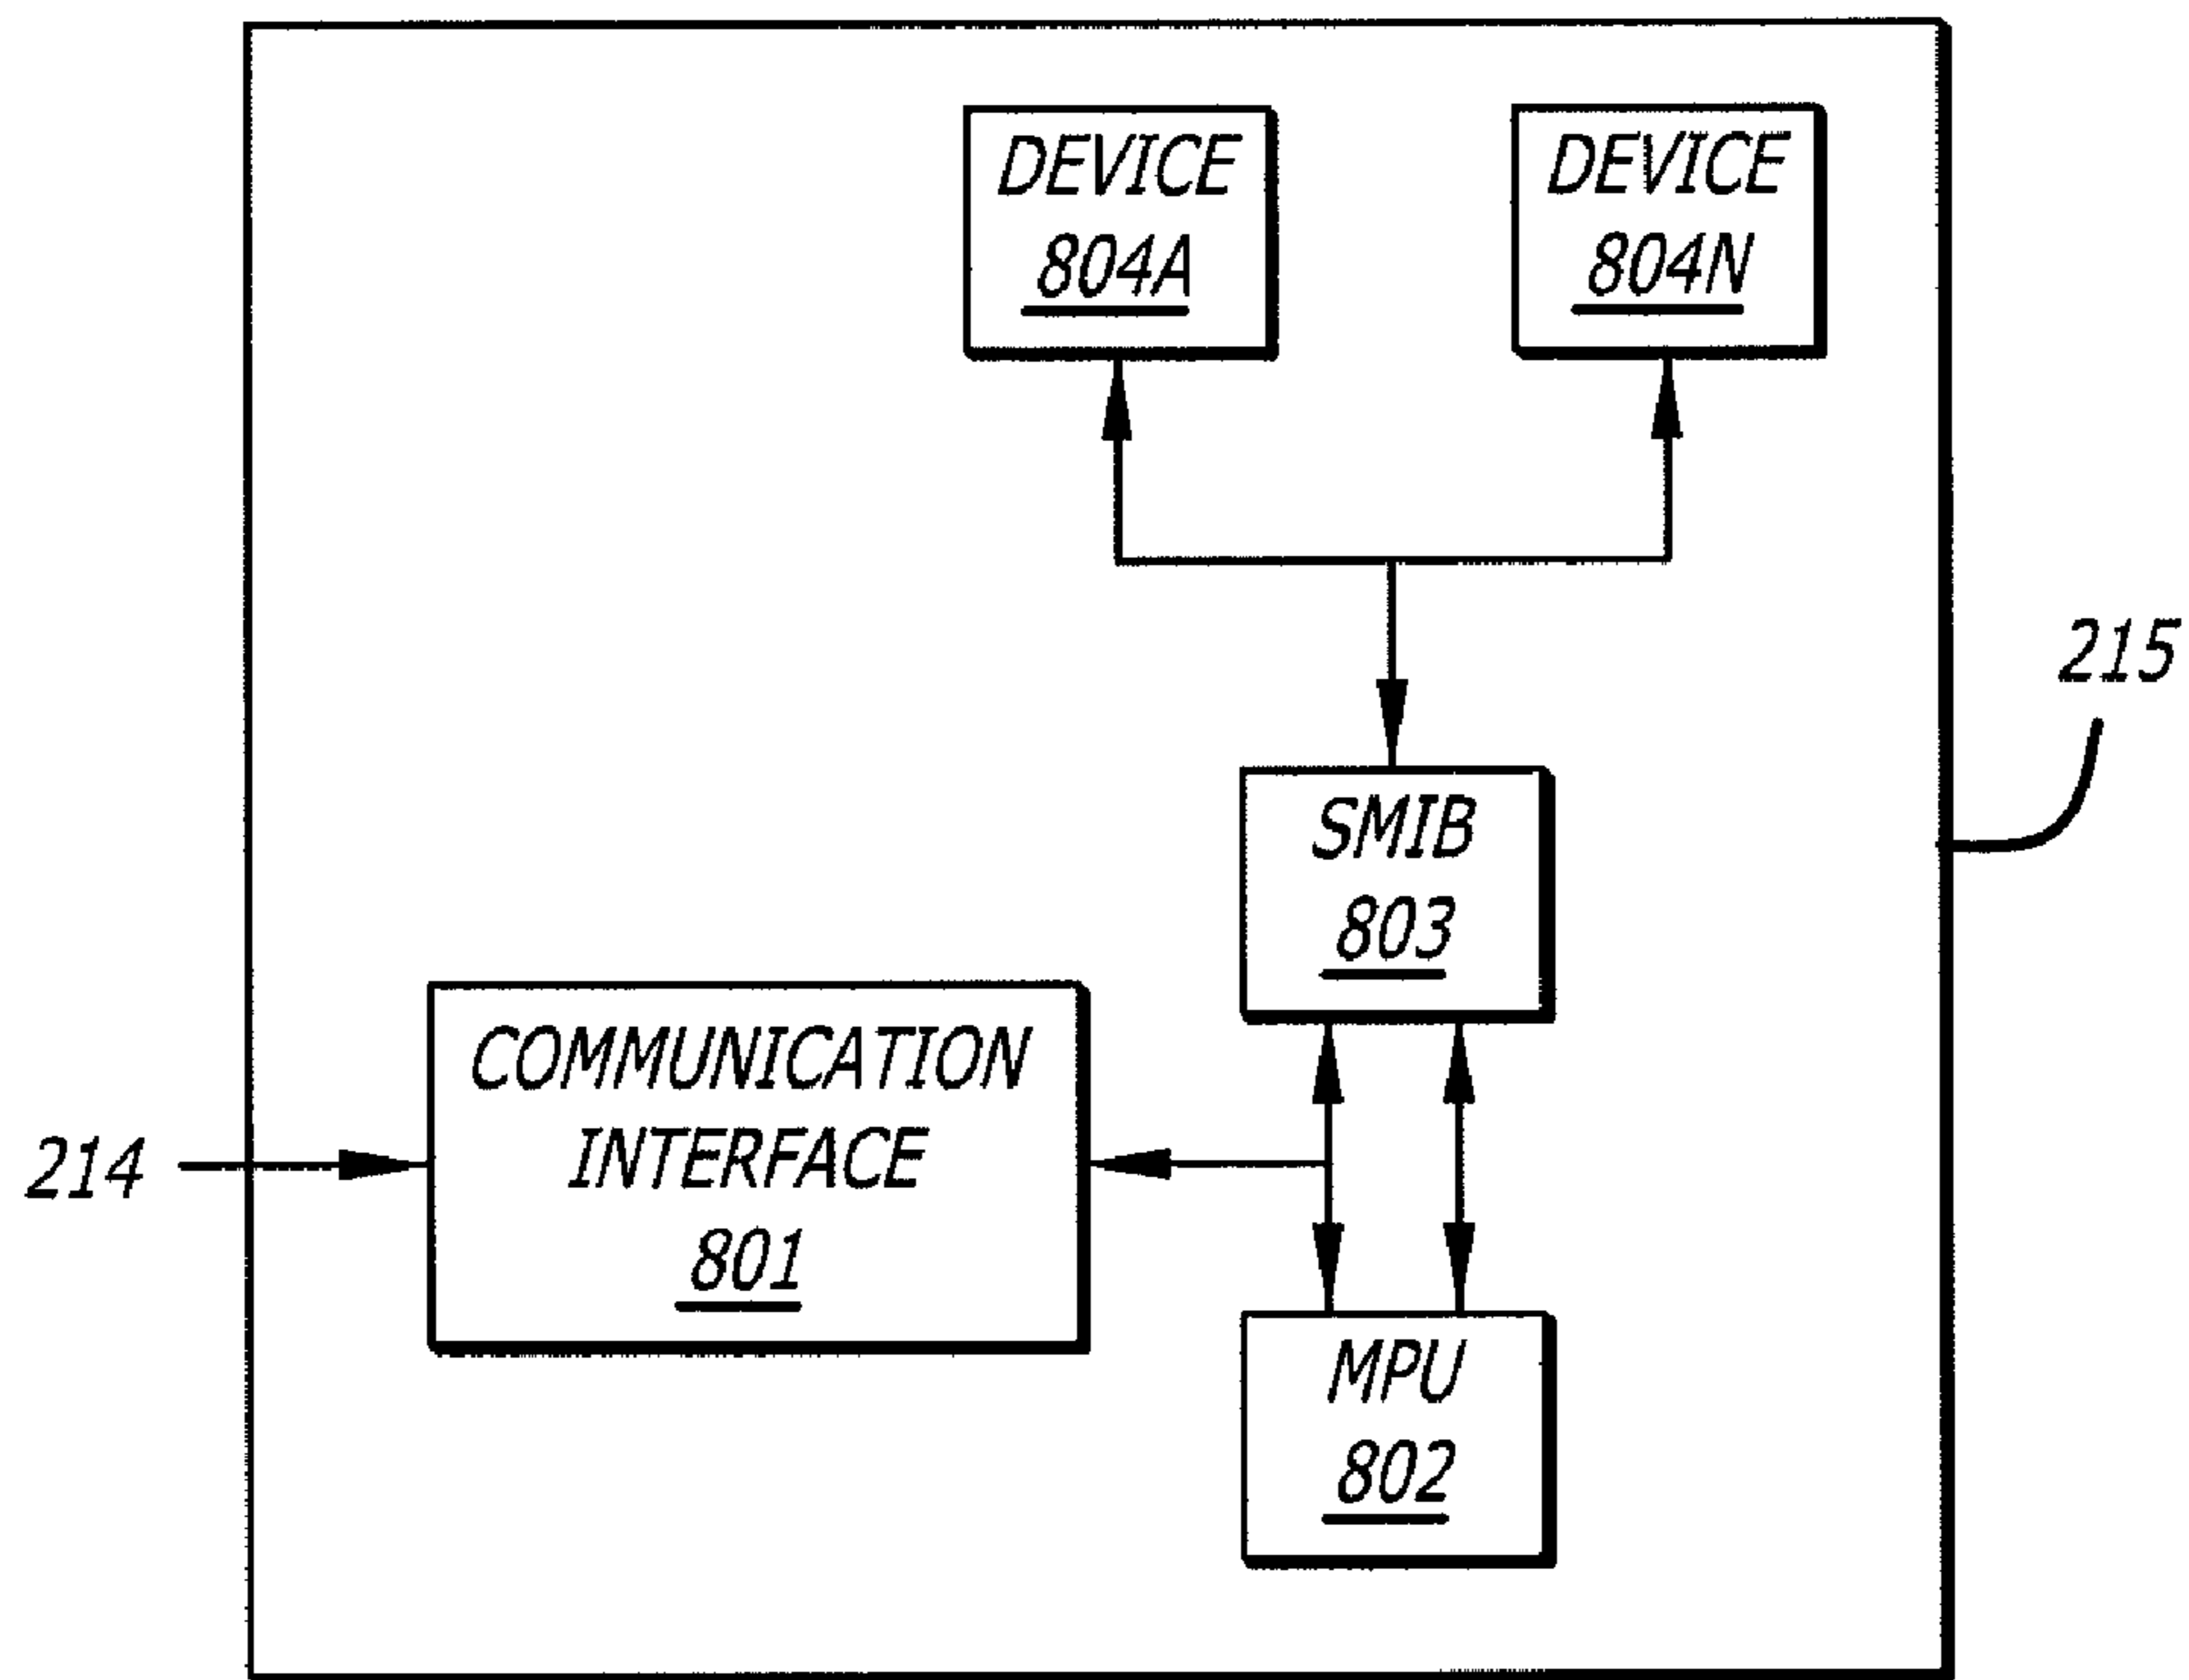 DEVICE
804A
DEVICE
804N
215
SMIB
803
COMMUNICATION
INTERFACE
801
214
MPU
802